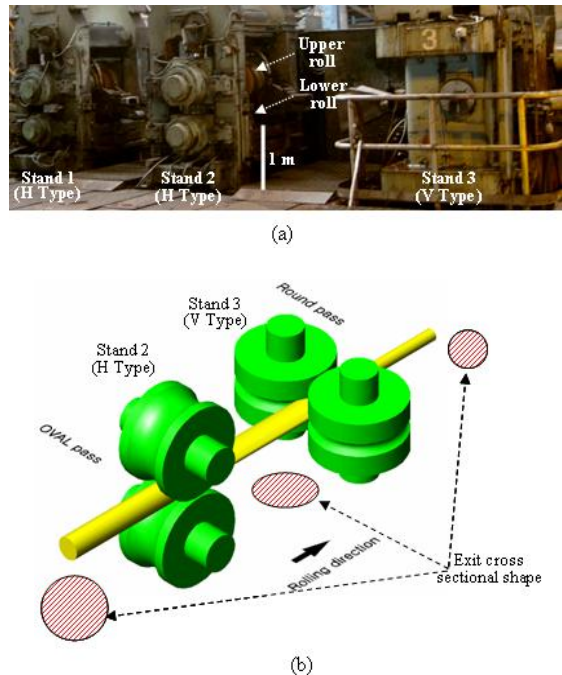 Upper
roll
Lower
roll
3
1 m
Stand 1
(H Type)
Stand 2
(H Type)
Stand 3
(V Type)
(a)
Round pass
Stand 3
(V Type)
Stand 2
(H Type)
OVAL pass
Exit cross
sectional shape
Rolling direction
(b)